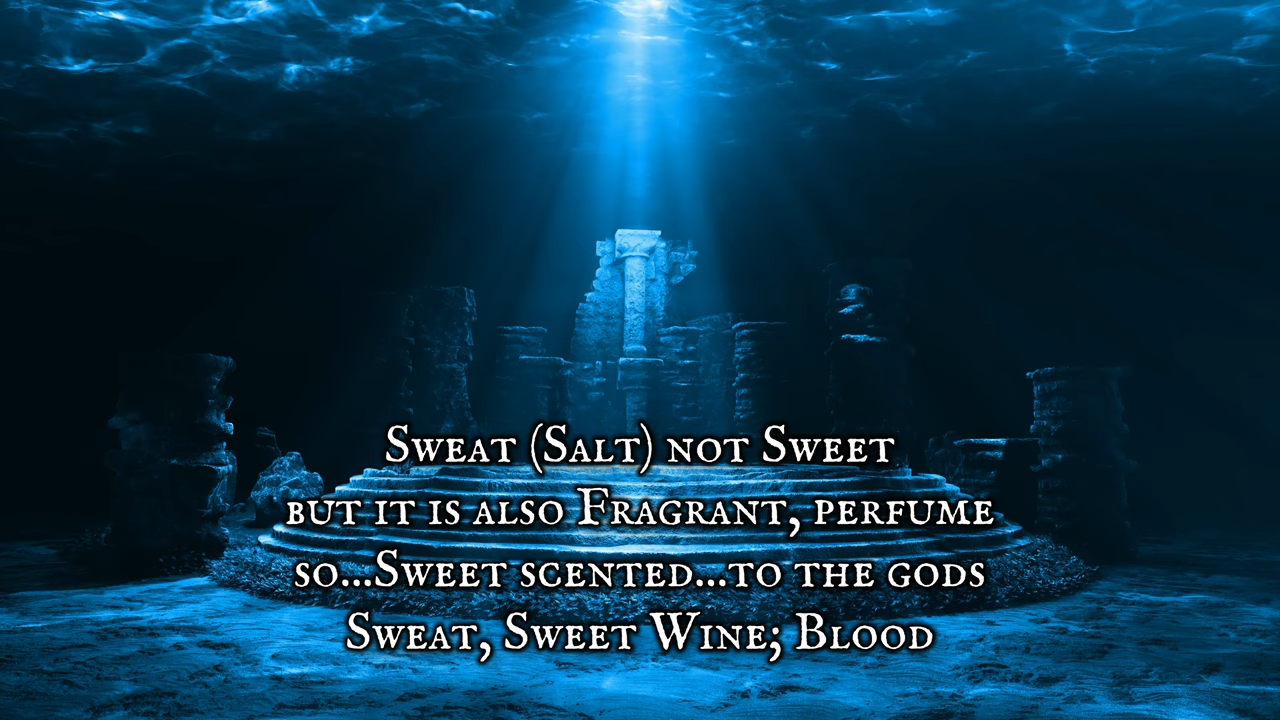 Sweat (Salt) not Sweet
but it is also Fragrant, perfume
so...Sweet scented...to the gods
Sweat, Sweet Wine; Blood